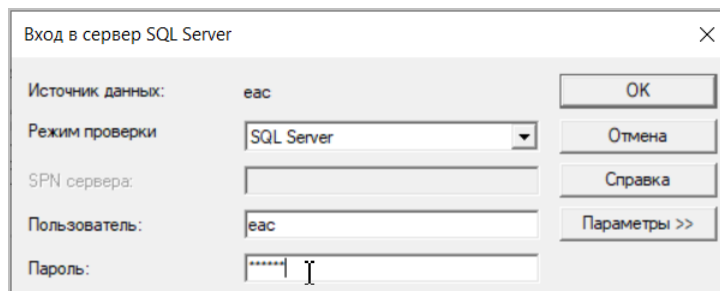 Вход в сервер SQL Server
Источник данных: eac OK
Режим проверки SQL Server Отмена
SPN сервера: Справка
Пользователь: eac Параметры >>
Пароль: ******